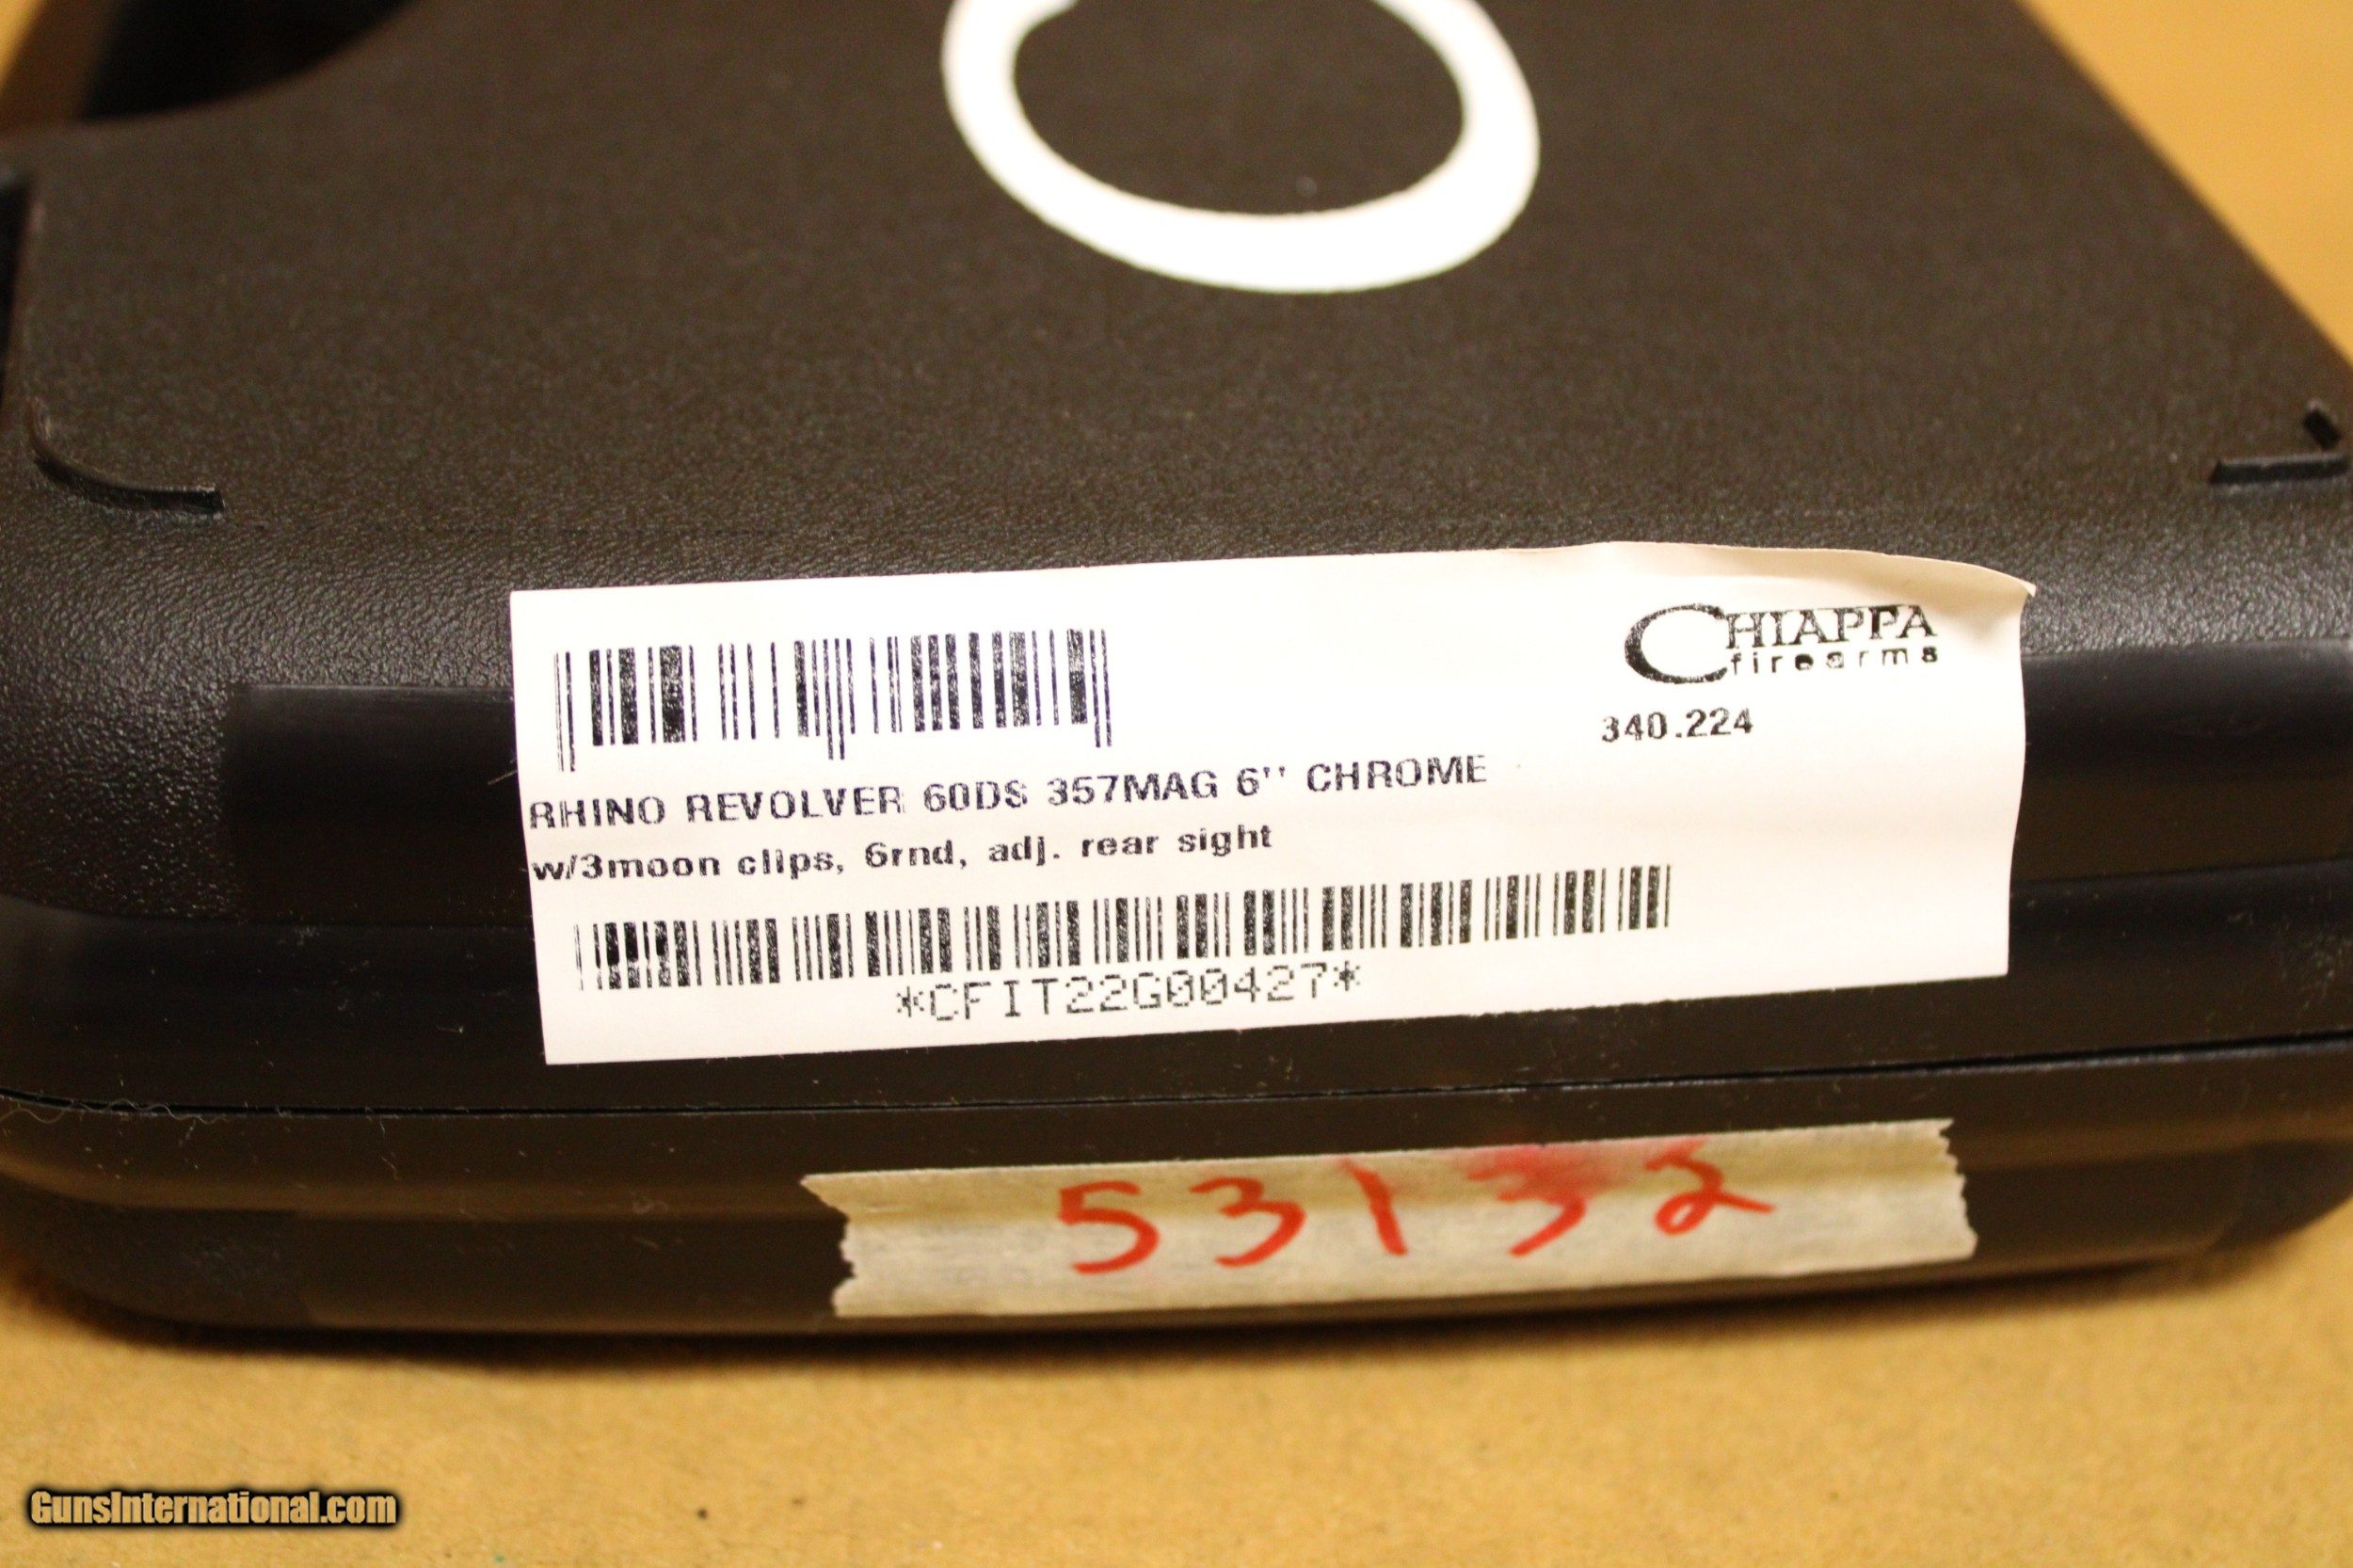 CHIAPPA
firearms
340.224
RHINO REVOLVER 60DS 357MAG 6'' CHROME
w/3moon clips, 6rnd, adj. rear sight
*CFIT22G00427*
53132
GunsInternational.com